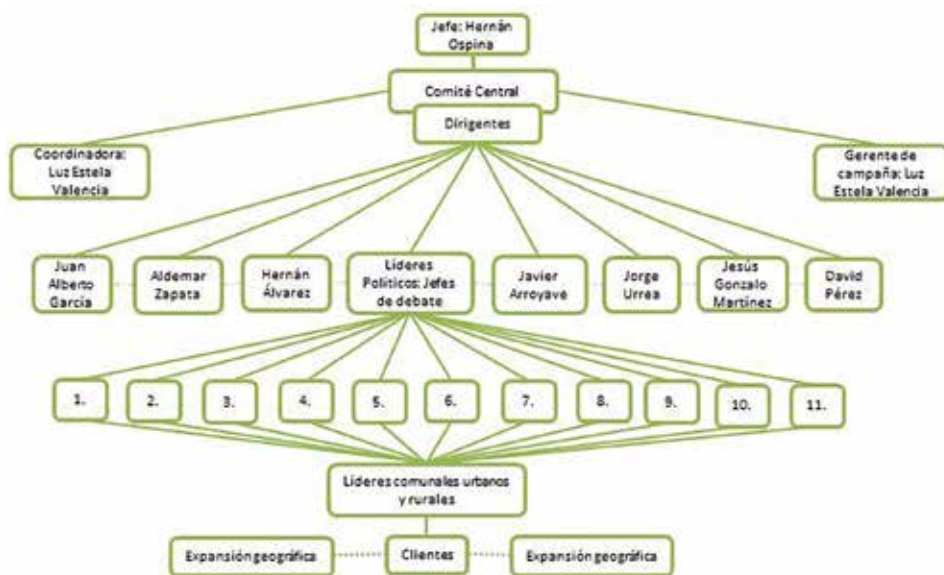 Jefe: Hernán
Ospina
Comité Central
Dirigentes
Coordinadora:
Luz Estela
Valencia
Gerente de
campaña: Luz
Estela Valencia
Juan
Alberto
García
Aldemar
Zapata
Hernán
Álvarez
Líderes
Políticos: Jefes
de debate
Javier
Arroyave
Jorge
Urrea
Jesús
Gonzalo
Martínez
David
Pérez
1.
2.
3.
4.
5.
6.
7.
8.
9.
10.
11.
Líderes comunales urbanos
y rurales
Expansión geográfica
Clientes
Expansión geográfica